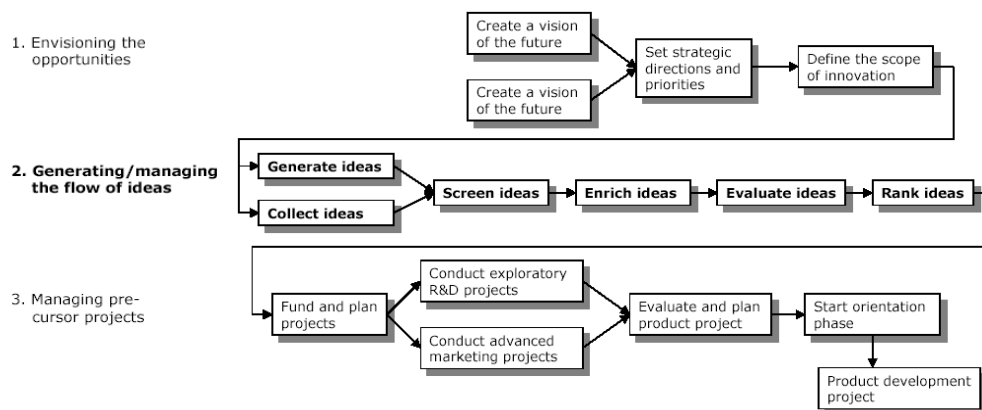 1. Envisioning the
opportunities
Create a vision
of the future
Create a vision
of the future
Set strategic
directions and
priorities
Define the scope
of innovation
2. Generating/managing
the flow of ideas
Generate ideas
Collect ideas
Screen ideas
Enrich ideas
Evaluate ideas
Rank ideas
3. Managing pre-
cursor projects
Fund and plan
projects
Conduct exploratory
R&D projects
Conduct advanced
marketing projects
Evaluate and plan
product project
Start orientation
phase
Product development
project